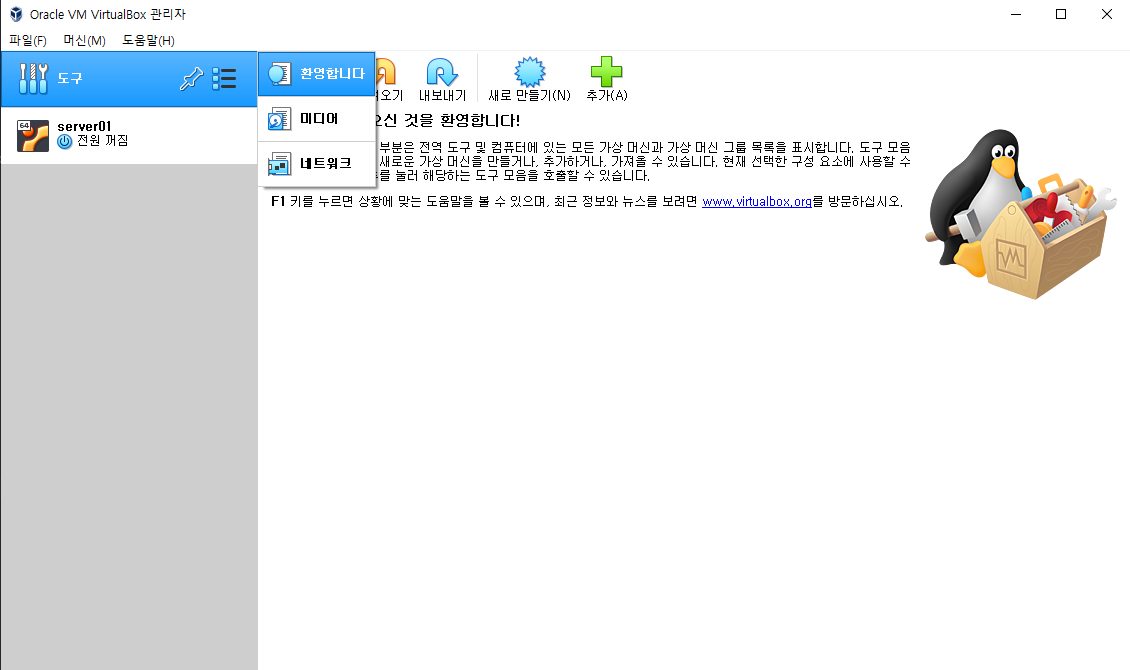 Oracle VM VirtualBox 관리자
파일(F) 머신(M) 도움말(H)
도구
환영합니다
미디어
네트워크
오기
내보내기
새로 만들기(N)
추가(A)
64
server01
전원 꺼짐
오신 것을 환영합니다!
부분은 전역 도구 및 컴퓨터에 있는 모든 가상 머신과 가상 머신 그룹 목록을 표시합니다. 도구 모음
새로운 가상 머신을 만들거나, 추가하거나, 가져올 수 있습니다. 현재 선택한 구성 요소에 사용할 수
를 눌러 해당하는 도구 모음을 호출할 수 있습니다.
F1 키를 누르면 상황에 맞는 도움말을 볼 수 있으며, 최근 정보와 뉴스를 보려면 www.virtualbox.org를 방문하십시오.